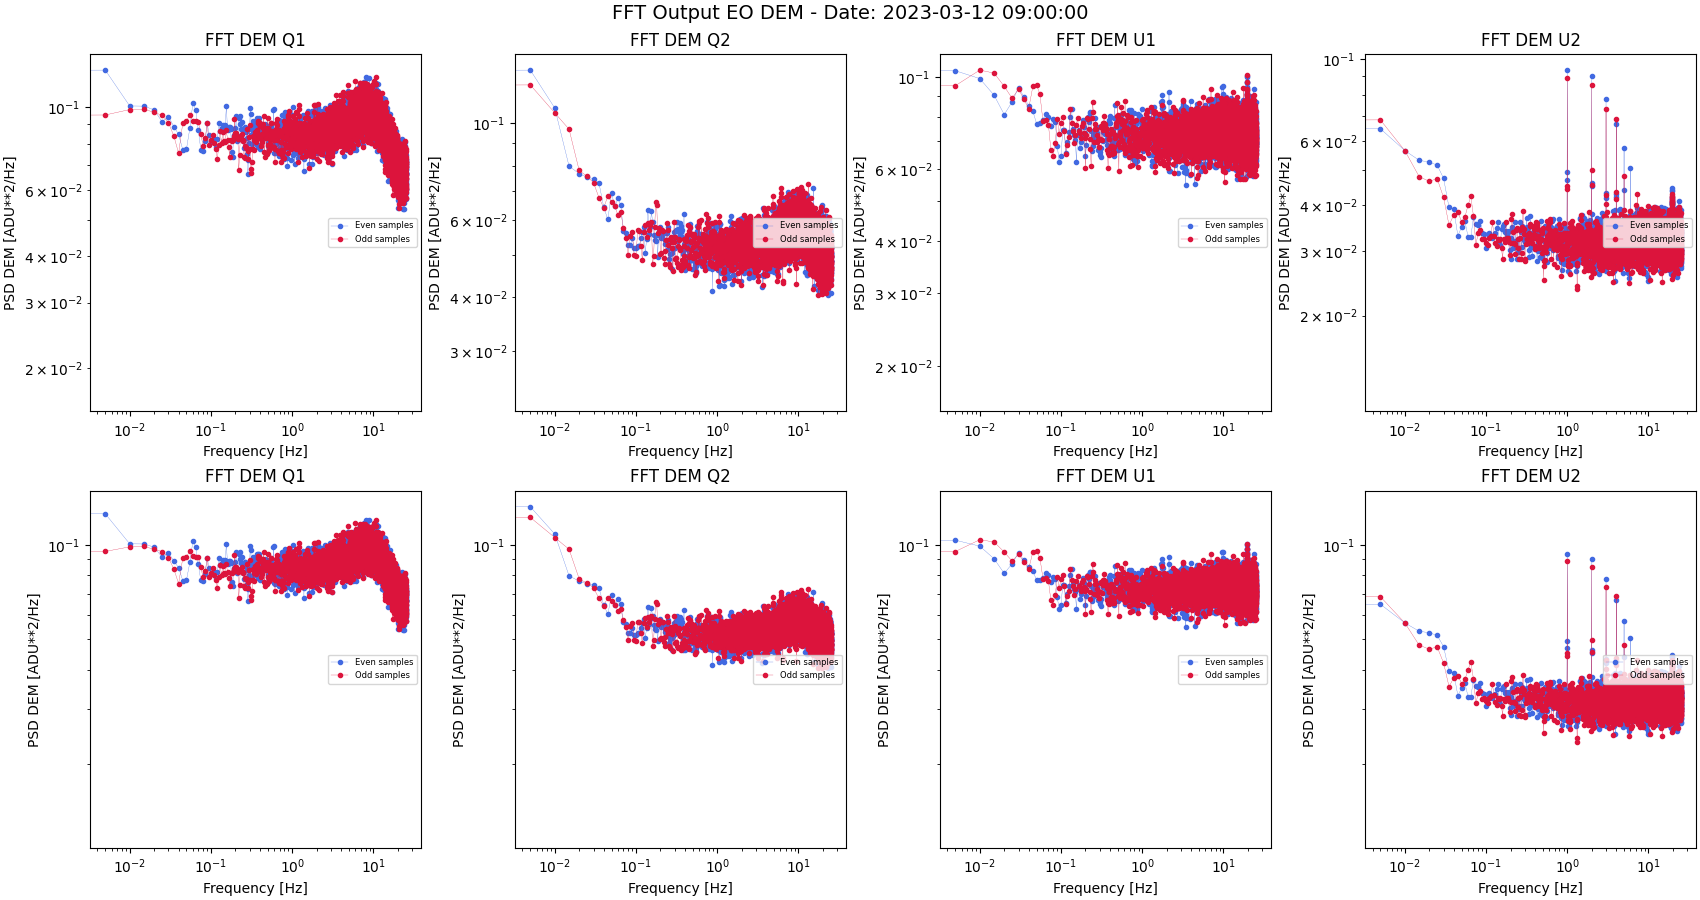 FFT Output EO DEM - Date: 2023-03-12 09:00:00
FFT DEM Q1
PSD DEM [ADU**2/Hz]
10⁻¹
6 × 10⁻²
4 × 10⁻²
3 × 10⁻²
2 × 10⁻²
Even samples
Odd samples
10⁻² 10⁻¹ 10⁰ 10¹
Frequency [Hz]
FFT DEM Q2
PSD DEM [ADU**2/Hz]
10⁻¹
6 × 10⁻²
4 × 10⁻²
3 × 10⁻²
Even samples
Odd samples
10⁻² 10⁻¹ 10⁰ 10¹
Frequency [Hz]
FFT DEM U1
PSD DEM [ADU**2/Hz]
10⁻¹
6 × 10⁻²
4 × 10⁻²
3 × 10⁻²
2 × 10⁻²
Even samples
Odd samples
10⁻² 10⁻¹ 10⁰ 10¹
Frequency [Hz]
FFT DEM U2
PSD DEM [ADU**2/Hz]
10⁻¹
6 × 10⁻²
4 × 10⁻²
3 × 10⁻²
2 × 10⁻²
Even samples
Odd samples
10⁻² 10⁻¹ 10⁰ 10¹
Frequency [Hz]
FFT DEM Q1
PSD DEM [ADU**2/Hz]
10⁻¹
Even samples
Odd samples
10⁻² 10⁻¹ 10⁰ 10¹
Frequency [Hz]
FFT DEM Q2
PSD DEM [ADU**2/Hz]
10⁻¹
Even samples
Odd samples
10⁻² 10⁻¹ 10⁰ 10¹
Frequency [Hz]
FFT DEM U1
PSD DEM [ADU**2/Hz]
10⁻¹
Even samples
Odd samples
10⁻² 10⁻¹ 10⁰ 10¹
Frequency [Hz]
FFT DEM U2
PSD DEM [ADU**2/Hz]
10⁻¹
Even samples
Odd samples
10⁻² 10⁻¹ 10⁰ 10¹
Frequency [Hz]